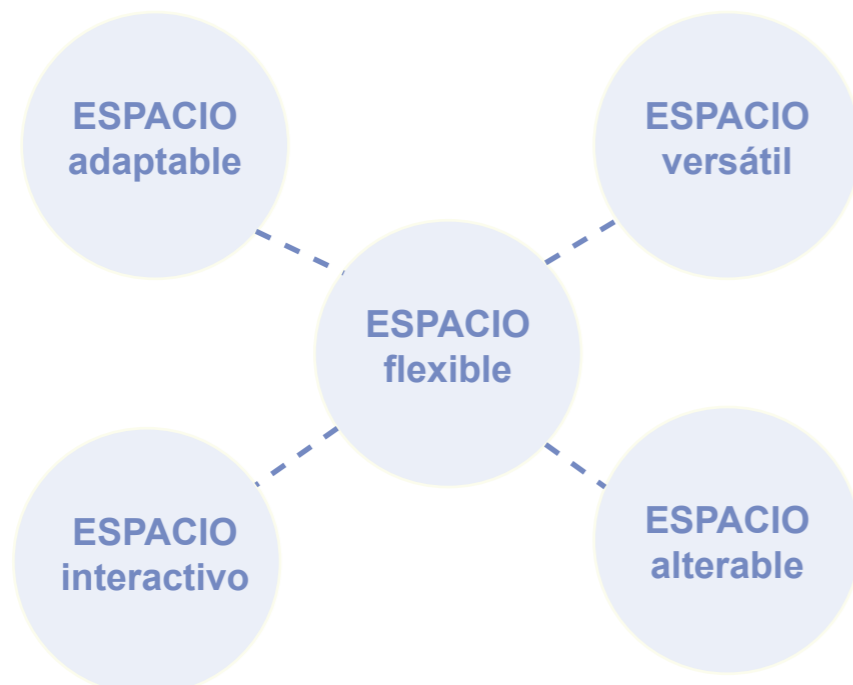 ESPACIO
adaptable
ESPACIO
versátil
ESPACIO
flexible
ESPACIO
interactivo
ESPACIO
alterable